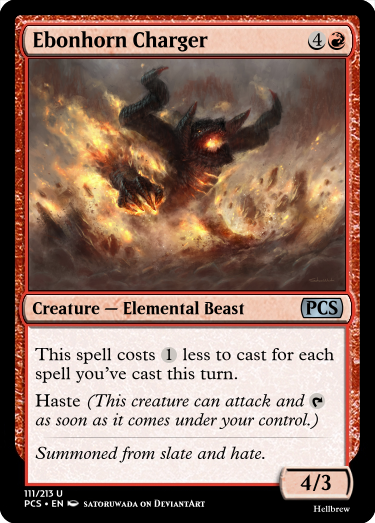 Ebonhorn Charger 4
Creature — Elemental Beast PCS
This spell costs 1 less to cast for each
spell you've cast this turn.
Haste (This creature can attack and
as soon as it comes under your control.)
Summoned from slate and hate.
4/3
111/213 U
PCS • EN SATORUWADA ON DEVIANTART
Hellbrew